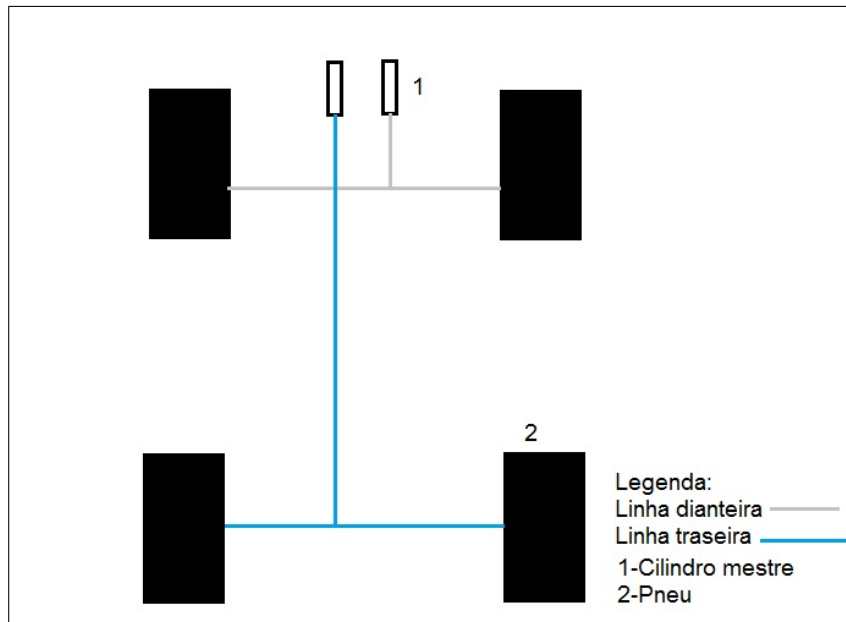 1
2
Legenda:
Linha dianteira
Linha traseira
1-Cilindro mestre
2-Pneu